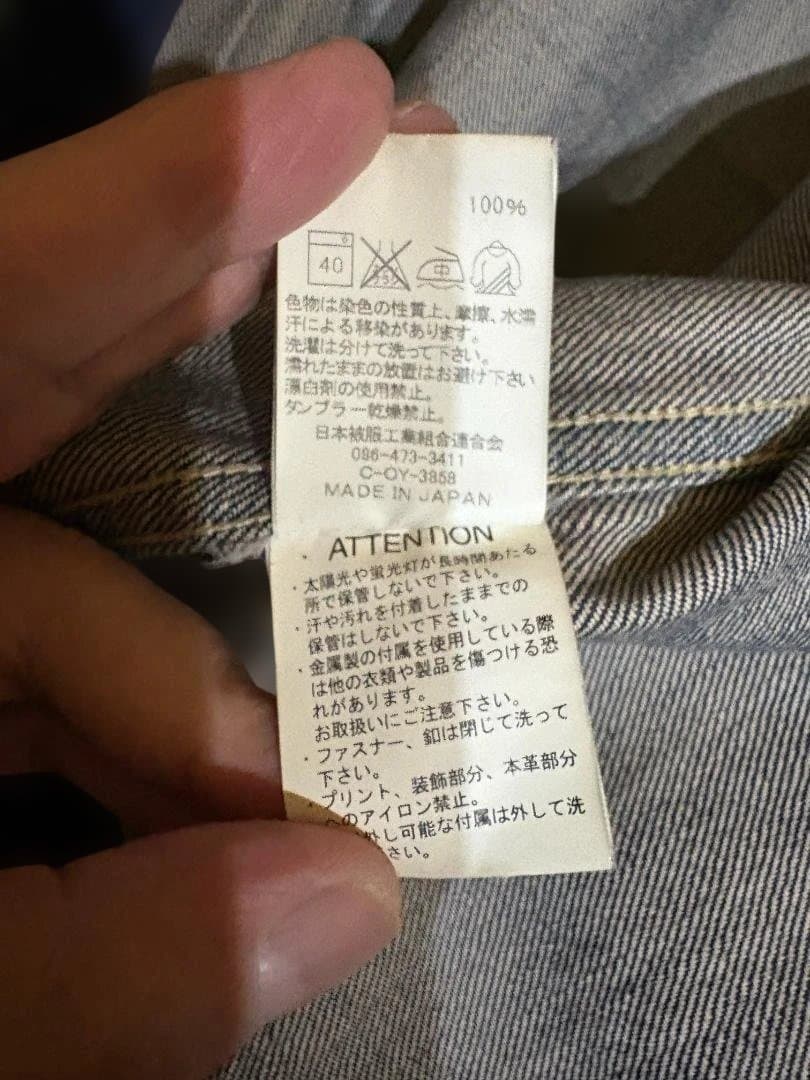 100%
40
中
色物は染色の性質上、摩擦、水濡
汗による移染があります。
洗濯は分けて洗って下さい。
濡れたままの放置はお避け下さい
漂白剤の使用禁止。
タンブラー乾燥禁止。
日本被服工業組合連合会
086-473-3411
C-OY-3858
MADE IN JAPAN
ATTENTION
・太陽光や蛍光灯が長時間あたる
所で保管しないで下さい。
・汗や汚れを付着したままでの
保管はしないで下さい。
・金属製の付属を使用している際
は他の衣類や製品を傷つける恐
れがあります。
お取扱いにご注意下さい。
・ファスナー、釦は閉じて洗って
下さい。
・プリント、装飾部分、本革部分
のアイロン禁止。
外し可能な付属は外して洗
さい。